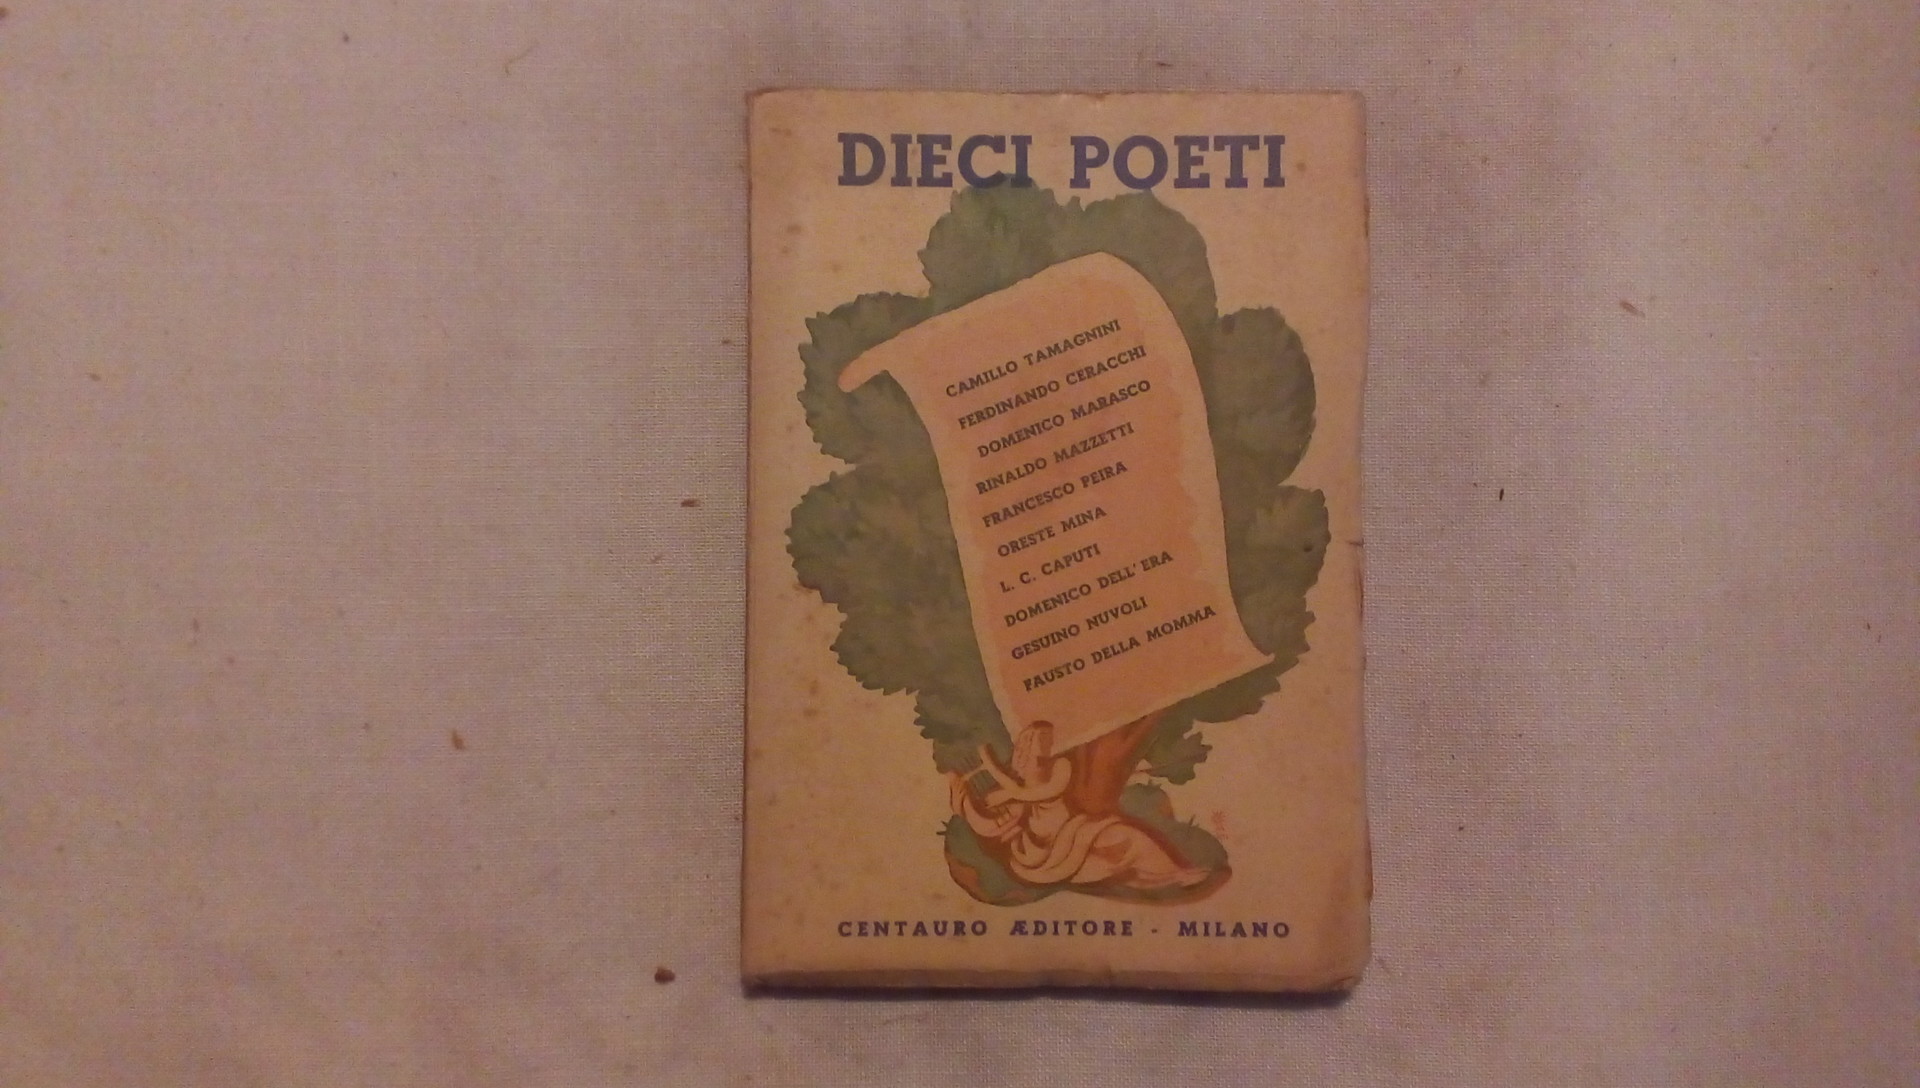 DIECI POETI
CAMILLO TAMAGNINI
FERDINANDO CERACCHI
DOMENICO MARASCO
RINALDO MAZZETTI
FRANCESCO PEIRA
ORESTE MINA
L. C. CAPUTI
DOMENICO DELL' ERA
GESUINO NUVOLI
FAUSTO DELLA MOMMA
CENTAURO ÆDITORE - MILANO